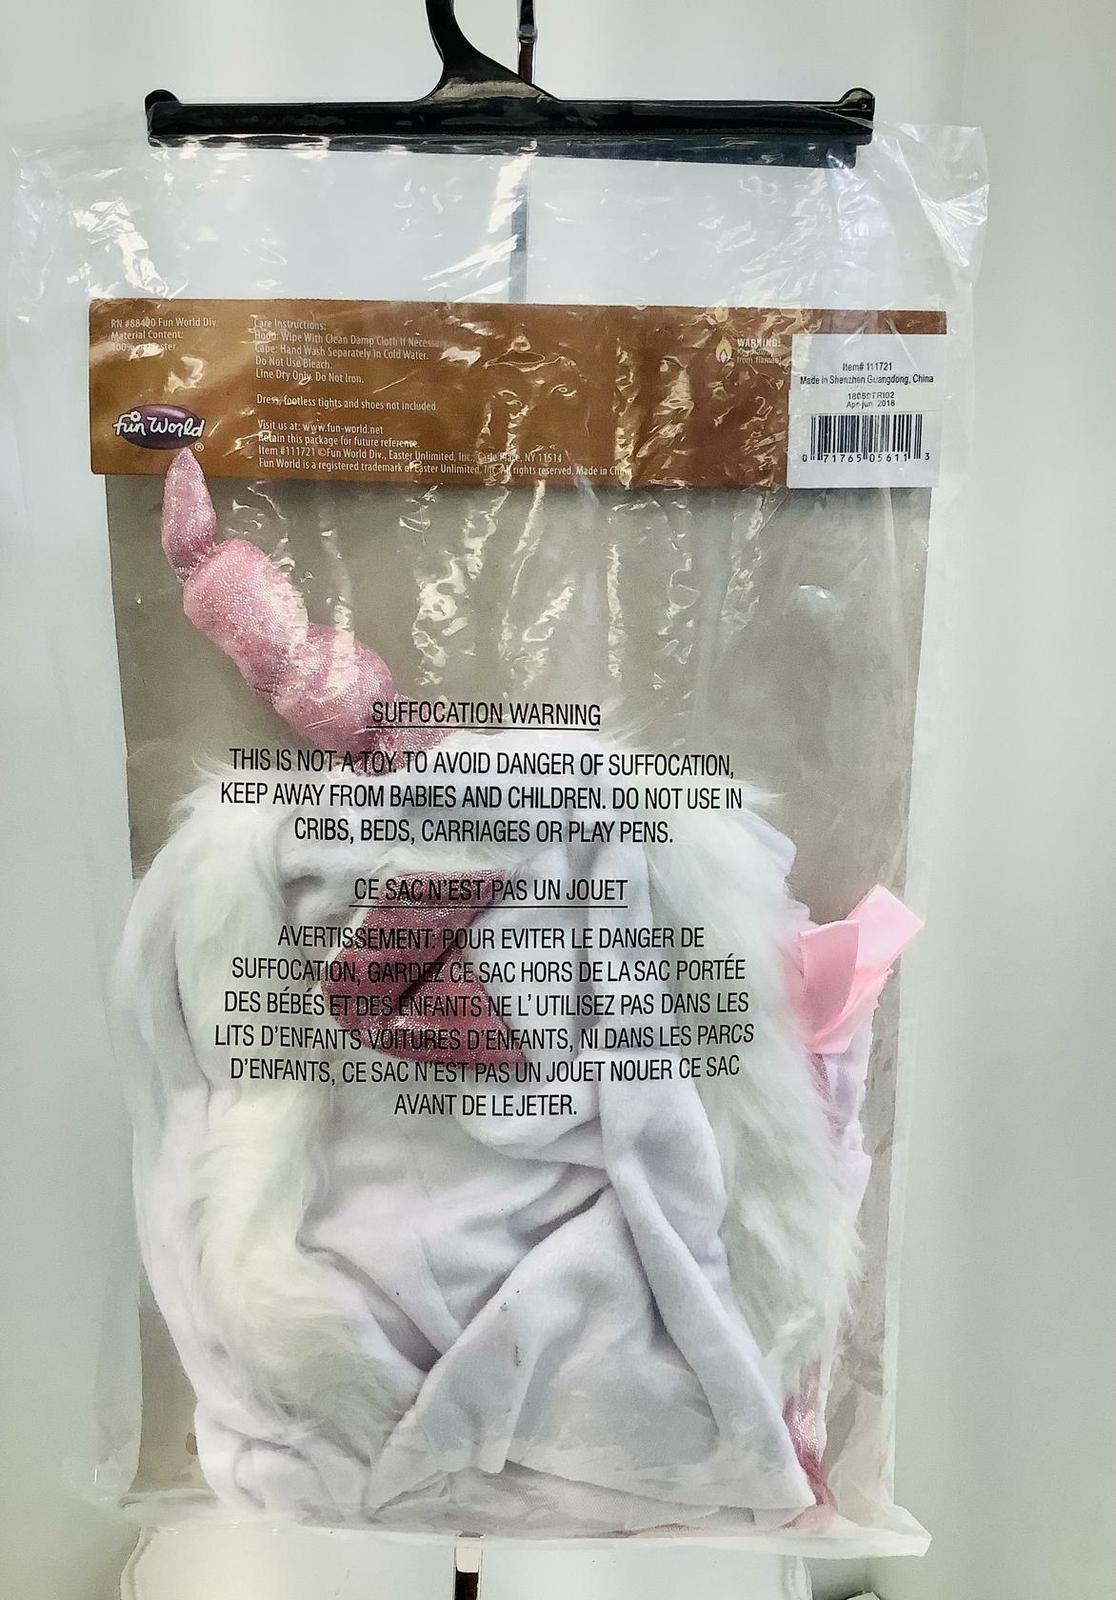 RN #88490 Fun World Div.
Material Content:
100% Polyester
Care Instructions:
Hood: Wipe With Clean Damp Cloth If Necessary
Cape: Hand Wash Separately in Cold Water.
Do Not Use Bleach.
Line Dry Only. Do Not Iron.
Dress, footless tights and shoes not included.
Visit us at: www.fun-world.net
Retain this package for future reference.
Item #111721 ©Fun World Div., Easter Unlimited, Inc., Carle Place, NY 11514
Fun World is a registered trademark of Easter Unlimited, Inc. All rights reserved. Made in China
fun World ®
WARNING:
Keep away
from flames!
Item# 111721
Made in Shenzhen Guangdong, China
Apr-jun 2018
0 71765 05611 3
SUFFOCATION WARNING
THIS IS NOT A TOY. TO AVOID DANGER OF SUFFOCATION,
KEEP AWAY FROM BABIES AND CHILDREN. DO NOT USE IN
CRIBS, BEDS, CARRIAGES OR PLAY PENS.
CE SAC N'EST PAS UN JOUET
AVERTISSEMENT: POUR EVITER LE DANGER DE
SUFFOCATION, GARDEZ CE SAC HORS DE LA SAC PORTÉE
DES BÉBÉS ET DES ENFANTS NE L' UTILISEZ PAS DANS LES
LITS D'ENFANTS VOITURES D'ENFANTS, NI DANS LES PARCS
D'ENFANTS, CE SAC N'EST PAS UN JOUET NOUER CE SAC
AVANT DE LE JETER.